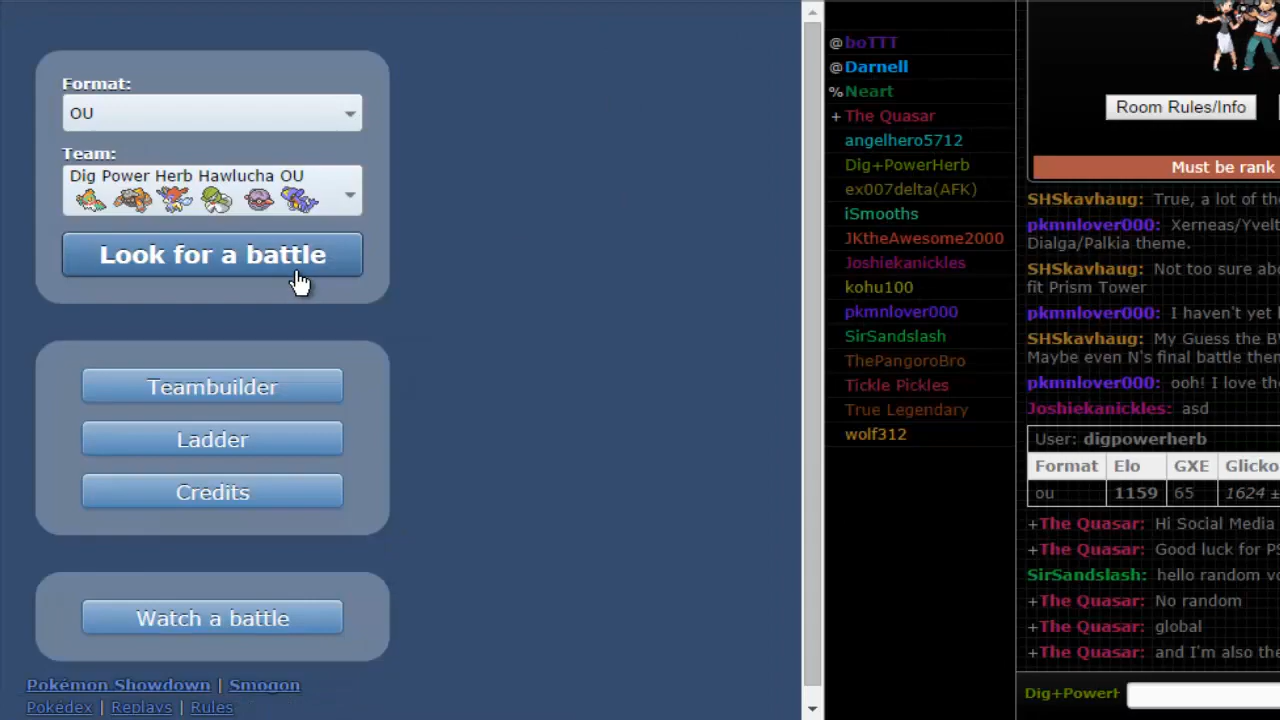 Format:
OU
Team:
Dig Power Herb Hawlucha OU
Look for a battle
Teambuilder
Ladder
Credits
Watch a battle
Pokémon Showdown | Smogon
Pokédex | Replays | Rules
@boTTT
@Darnell
%Neart
+The Quasar
angelhero5712
Dig+PowerHerb
ex007delta(AFK)
iSmooths
JKtheAwesome2000
Joshiekanickles
kohu100
pkmnlover000
SirSandslash
ThePangoroBro
Tickle Pickles
True Legendary
wolf312
Room Rules/Info
Must be rank
SHSkavhaug: True, a lot of the
pkmnlover000: Xerneas/Yvelt
Dialga/Palkia theme.
SHSkavhaug: Not too sure abo
fit Prism Tower
pkmnlover000: I haven't yet
SHSkavhaug: My Guess the B
Maybe even N's final battle then
pkmnlover000: ooh! I love the
Joshiekanickles: asd
User: digpowerherb
Format Elo GXE Glicko
ou 1159 65 1624 ±
+The Quasar: Hi Social Media
+The Quasar: Good luck for PS
SirSandslash: hello random vo
+The Quasar: No random
+The Quasar: global
+The Quasar: and I'm also the
Dig+PowerH